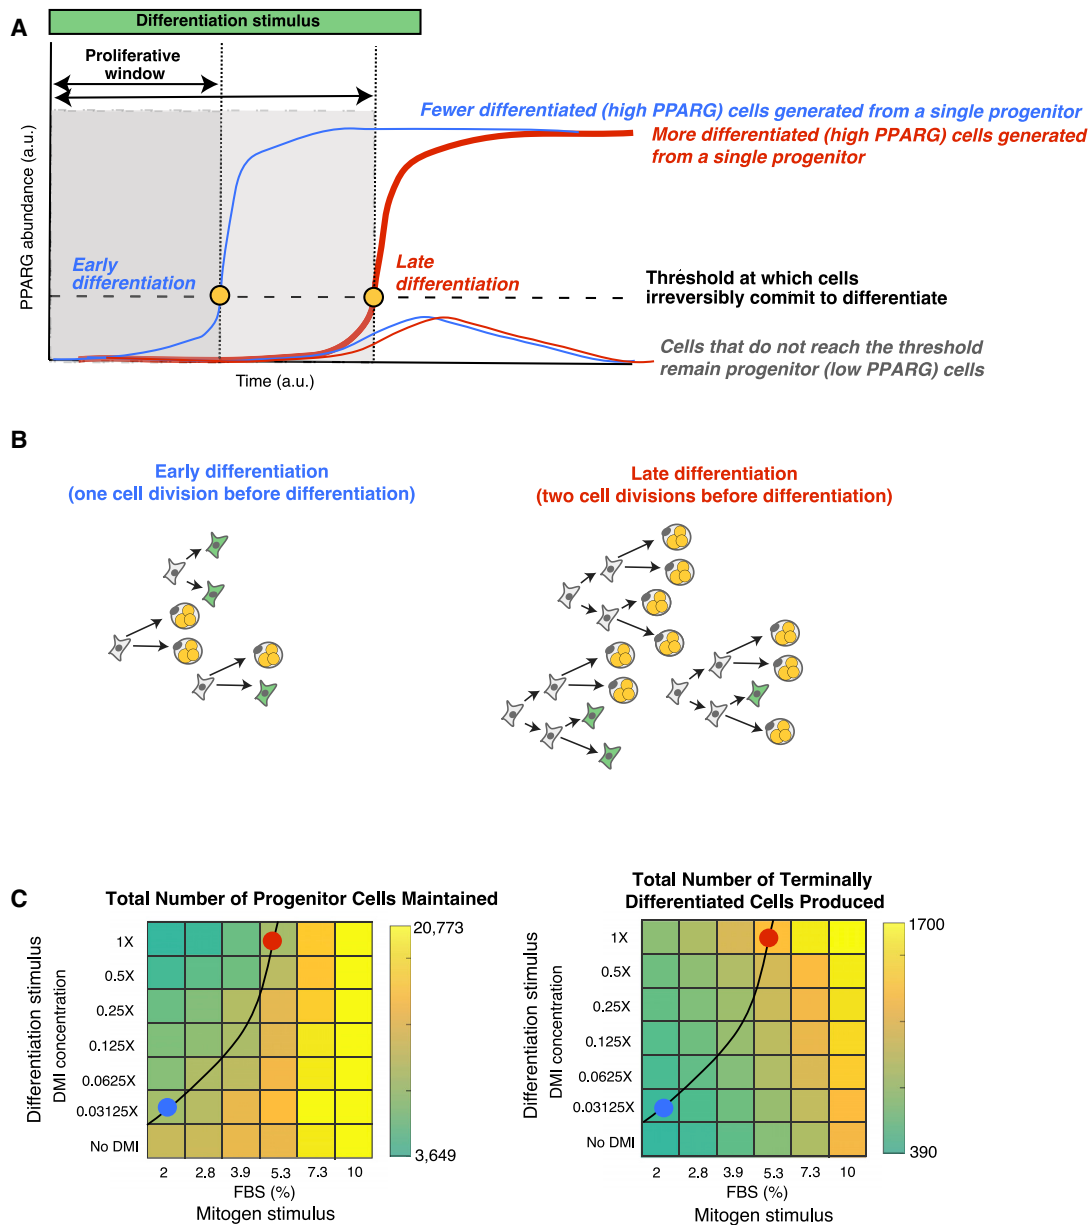 A
Differentiation stimulus
Proliferative
window
PPARG abundance (a.u.)
Fewer differentiated (high PPARG) cells generated from a single progenitor
More differentiated (high PPARG) cells generated
from a single progenitor
Early
differentiation
Late
differentiation
Threshold at which cells
irreversibly commit to differentiate
Cells that do not reach the threshold
remain progenitor (low PPARG) cells
Time (a.u.)
B
Early differentiation
(one cell division before differentiation)
Late differentiation
(two cell divisions before differentiation)
C
Total Number of Progenitor Cells Maintained
Differentiation stimulus
DMI concentration
1X
0.5X
0.25X
0.125X
0.0625X
0.03125X
No DMI
2 2.8 3.9 5.3 7.3 10
FBS (%)
Mitogen stimulus
20,773
3,649
Total Number of Terminally
Differentiated Cells Produced
Differentiation stimulus
DMI concentration
1X
0.5X
0.25X
0.125X
0.0625X
0.03125X
No DMI
2 2.8 3.9 5.3 7.3 10
FBS (%)
Mitogen stimulus
1700
390